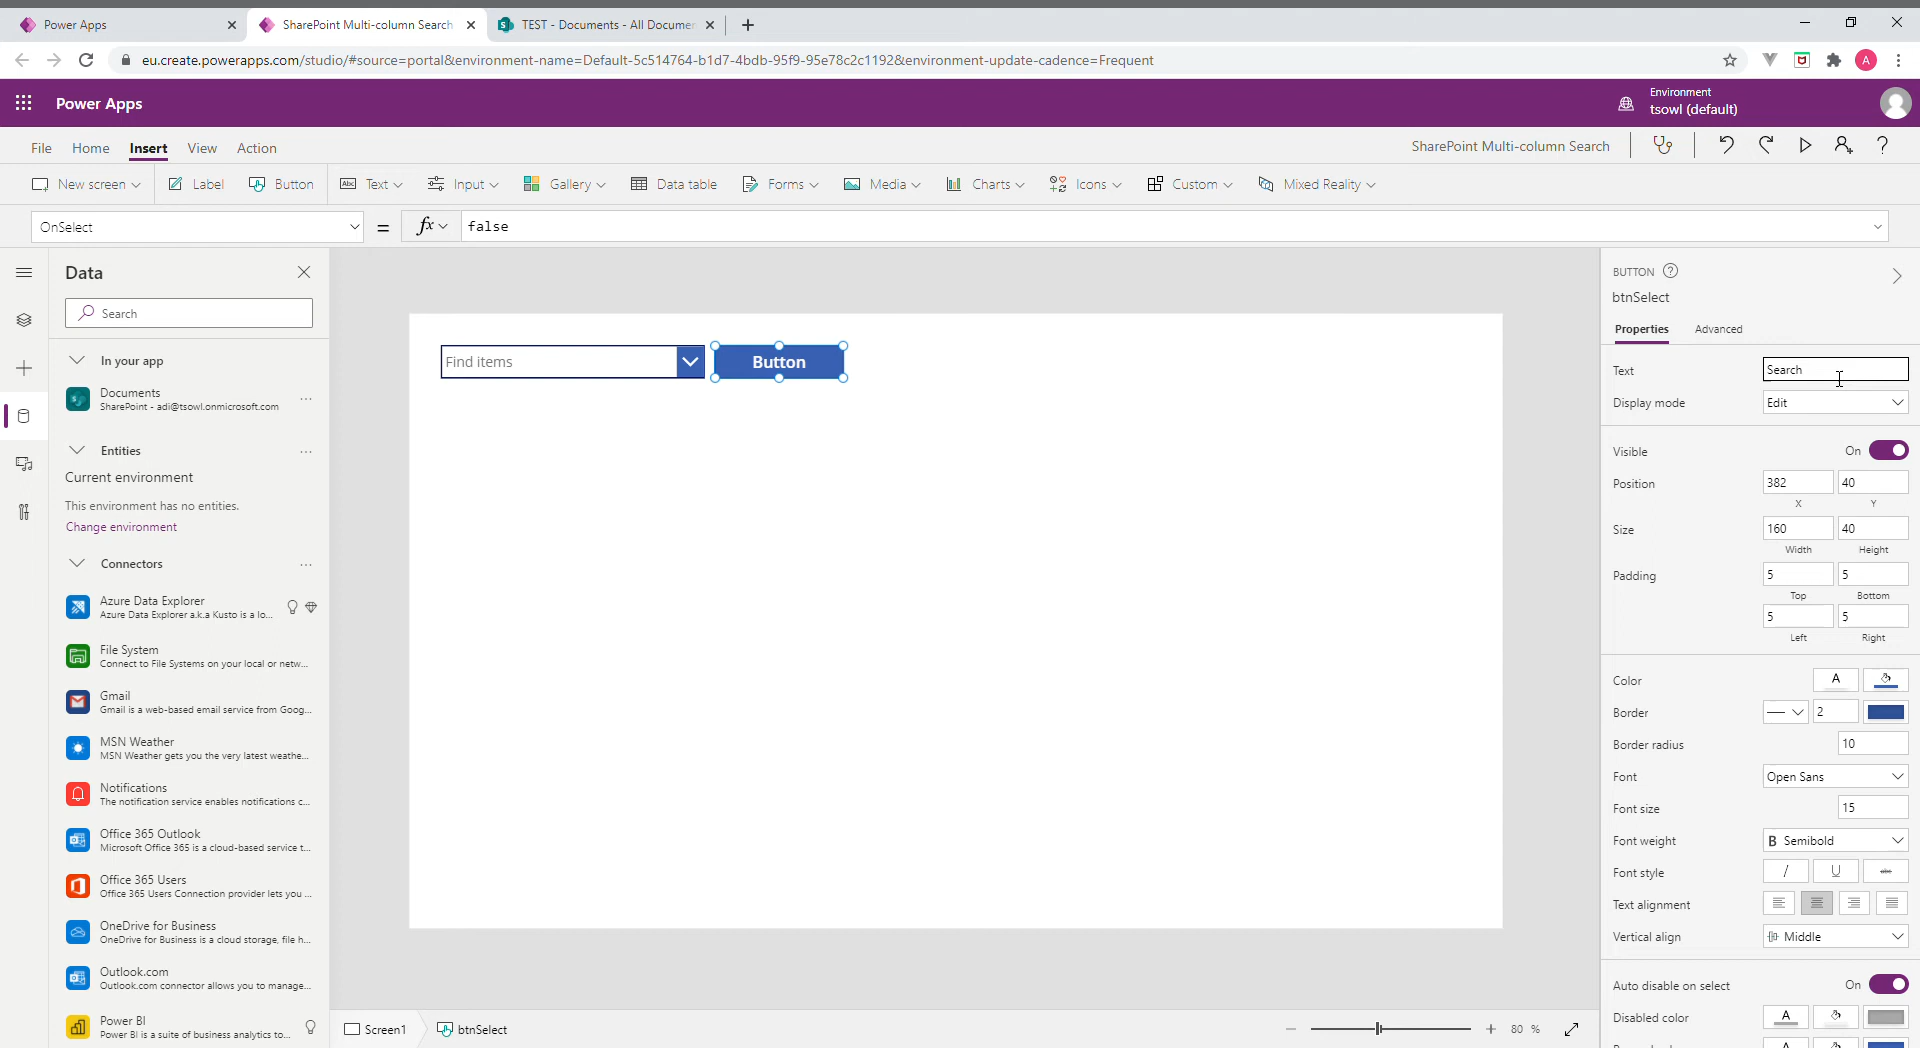 Power Apps
SharePoint Multi-column Search
TEST - Documents - All Documen
eu.create.powerapps.com/studio/#source=portal&environment-name=Default-5c514764-b1d7-4bdb-95f9-95e78c2c1192&environment-update-cadence=Frequent
A
Power Apps
Environment
tsowl (default)
File Home Insert View Action
SharePoint Multi-column Search
New screen Label Button Text Input Gallery Data table Forms Media Charts Icons Custom Mixed Reality
OnSelect = fx false
Data
Search
In your app
Documents
SharePoint - adi@tsowl.onmicrosoft.com
Entities
Current environment
This environment has no entities.
Change environment
Connectors
Azure Data Explorer
Azure Data Explorer a.k.a Kusto is a lo...
File System
Connect to File Systems on your local or netw...
Gmail
Gmail is a web-based email service from Goog...
MSN Weather
MSN Weather gets you the very latest weathe...
Notifications
The notification service enables notifications c...
Office 365 Outlook
Microsoft Office 365 is a cloud-based service t...
Office 365 Users
Office 365 Users Connection provider lets you ...
OneDrive for Business
OneDrive for Business is a cloud storage, file h...
Outlook.com
Outlook.com connector allows you to manage...
Power BI
Power BI is a suite of business analytics to...
Find items
Button
Screen1 btnSelect
80 %
BUTTON
btnSelect
Properties Advanced
Text Search
Display mode Edit
Visible On
Position 382 40
X Y
Size 160 40
Width Height
Padding 5 5
Top Bottom
5 5
Left Right
Color A
Border 2
Border radius 10
Font Open Sans
Font size 15
Font weight B Semibold
Font style / U abc
Text alignment
Vertical align Middle
Auto disable on select On
Disabled color A